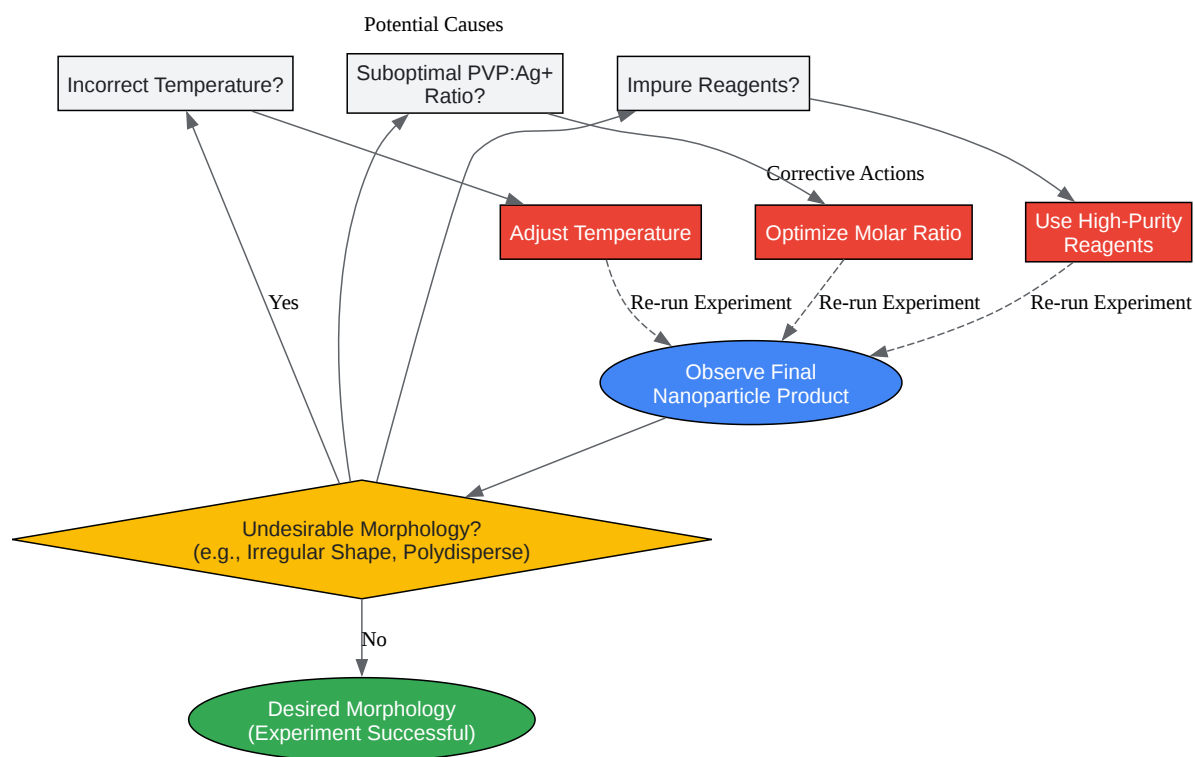 Potential Causes
Incorrect Temperature?
Suboptimal PVP:Ag+
Ratio?
Impure Reagents?
Corrective Actions
Adjust Temperature
Optimize Molar Ratio
Use High-Purity
Reagents
Yes
Re-run Experiment
Re-run Experiment
Re-run Experiment
Observe Final
Nanoparticle Product
Undesirable Morphology?
(e.g., Irregular Shape, Polydisperse)
No
Desired Morphology
(Experiment Successful)